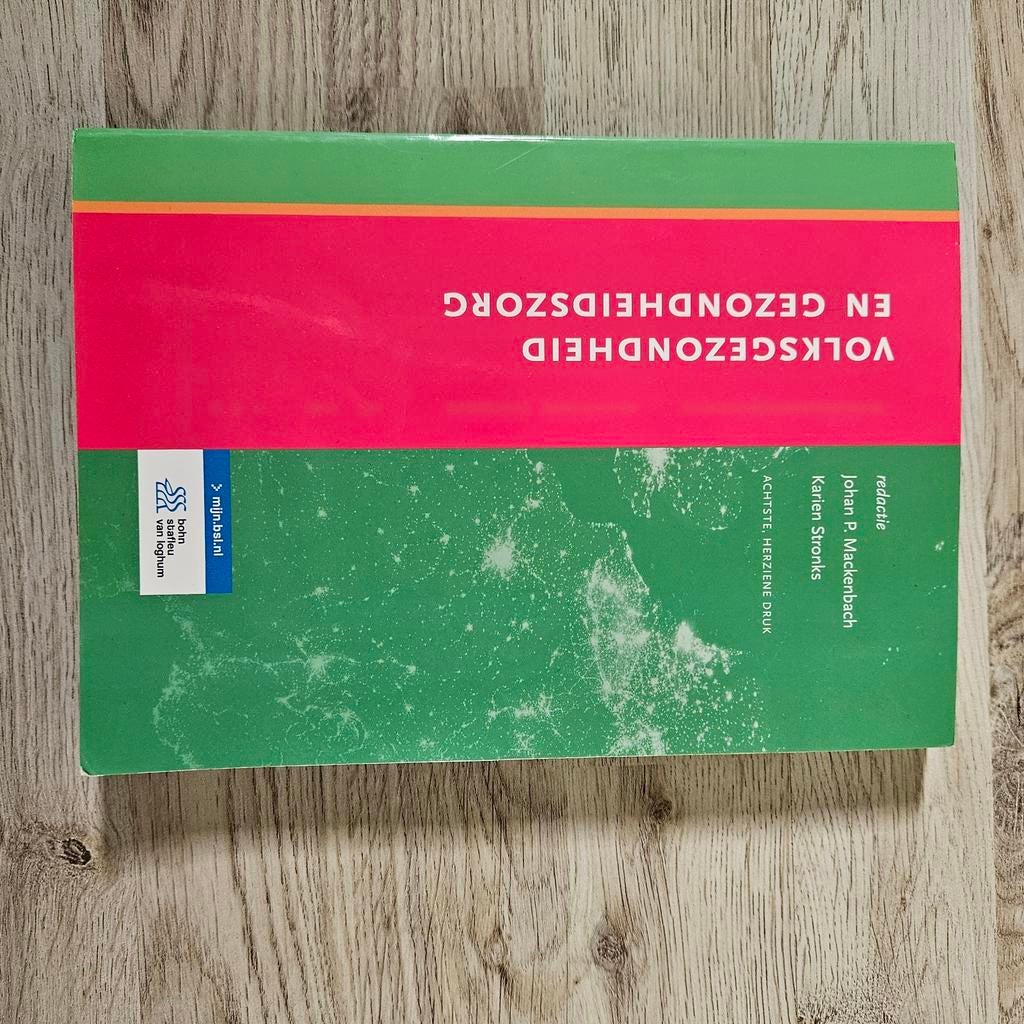 VOLKSGEZONDHEID
EN GEZONDHEIDSZORG
redactie
Johan P. Mackenbach
Karien Stronks
ACHTSTE, HERZIENE DRUK
> mijn.bsl.nl
bohn
stafleu
van loghum